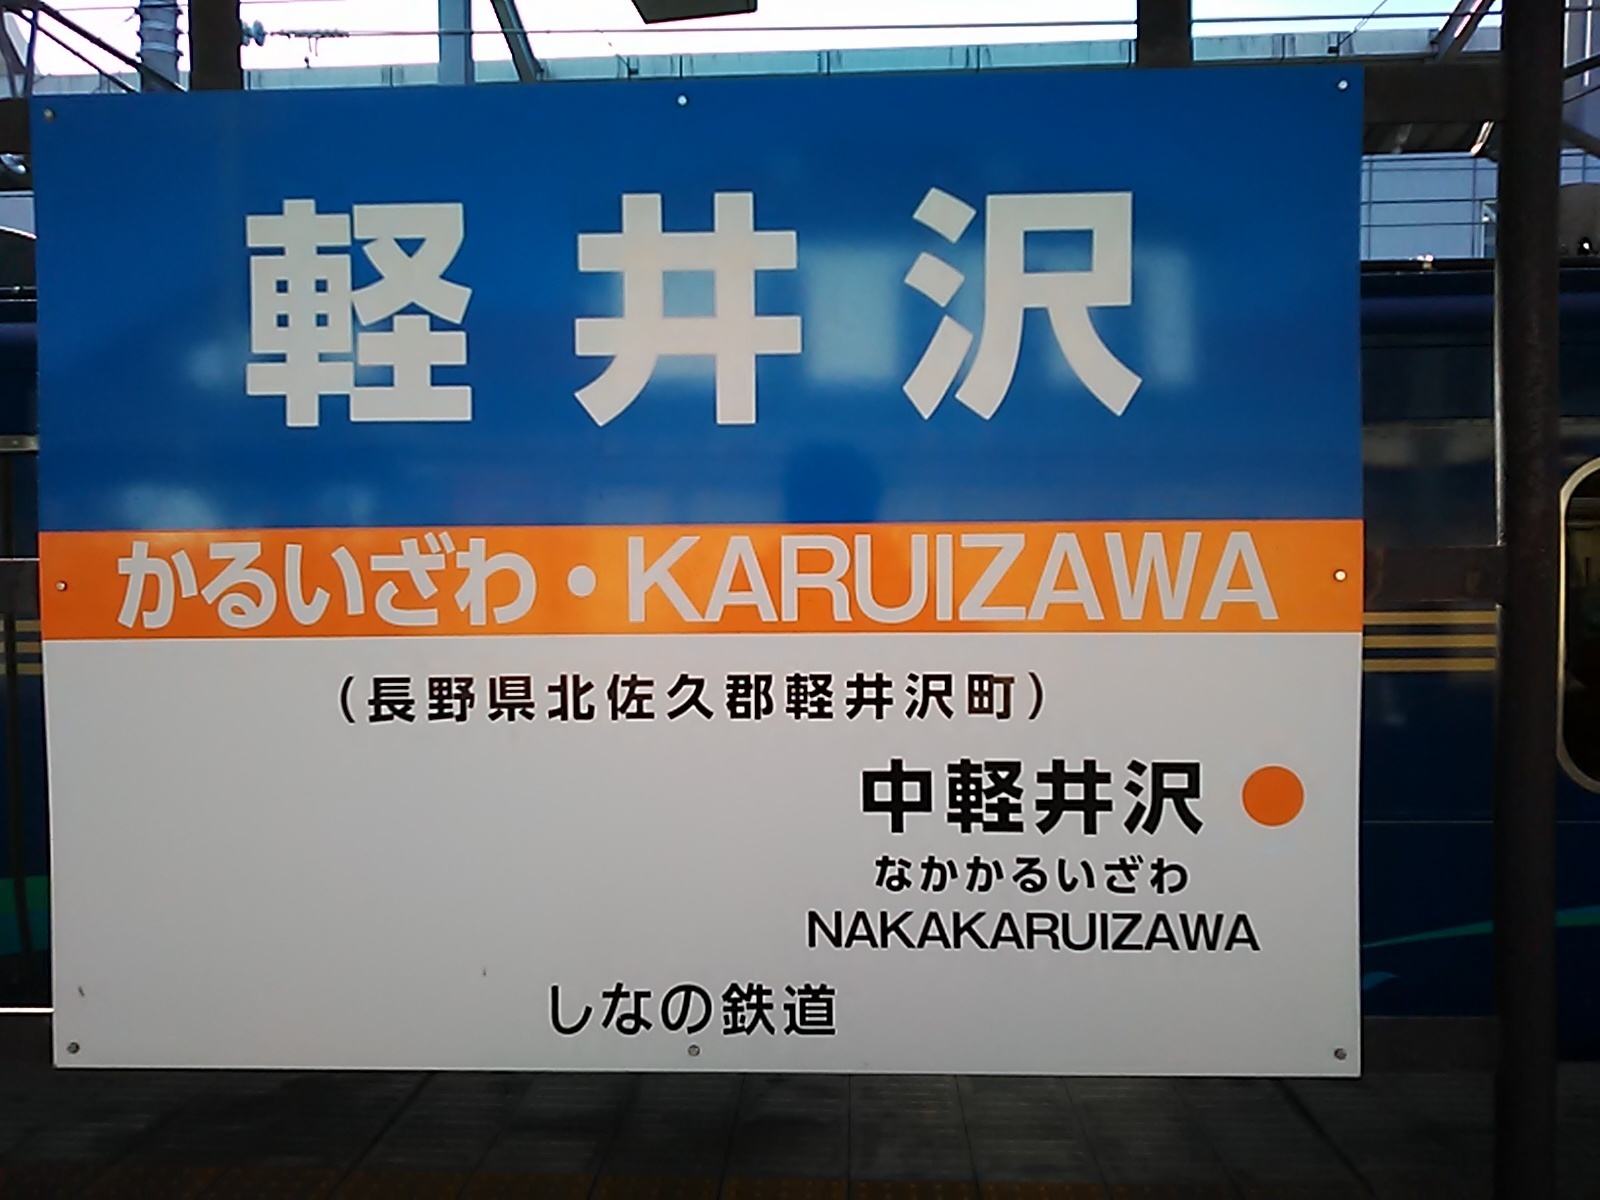 軽井沢
かるいざわ・KARUIZAWA
(長野県北佐久郡軽井沢町)
中軽井沢
なかかるいざわ
NAKAKARUIZAWA
しなの鉄道